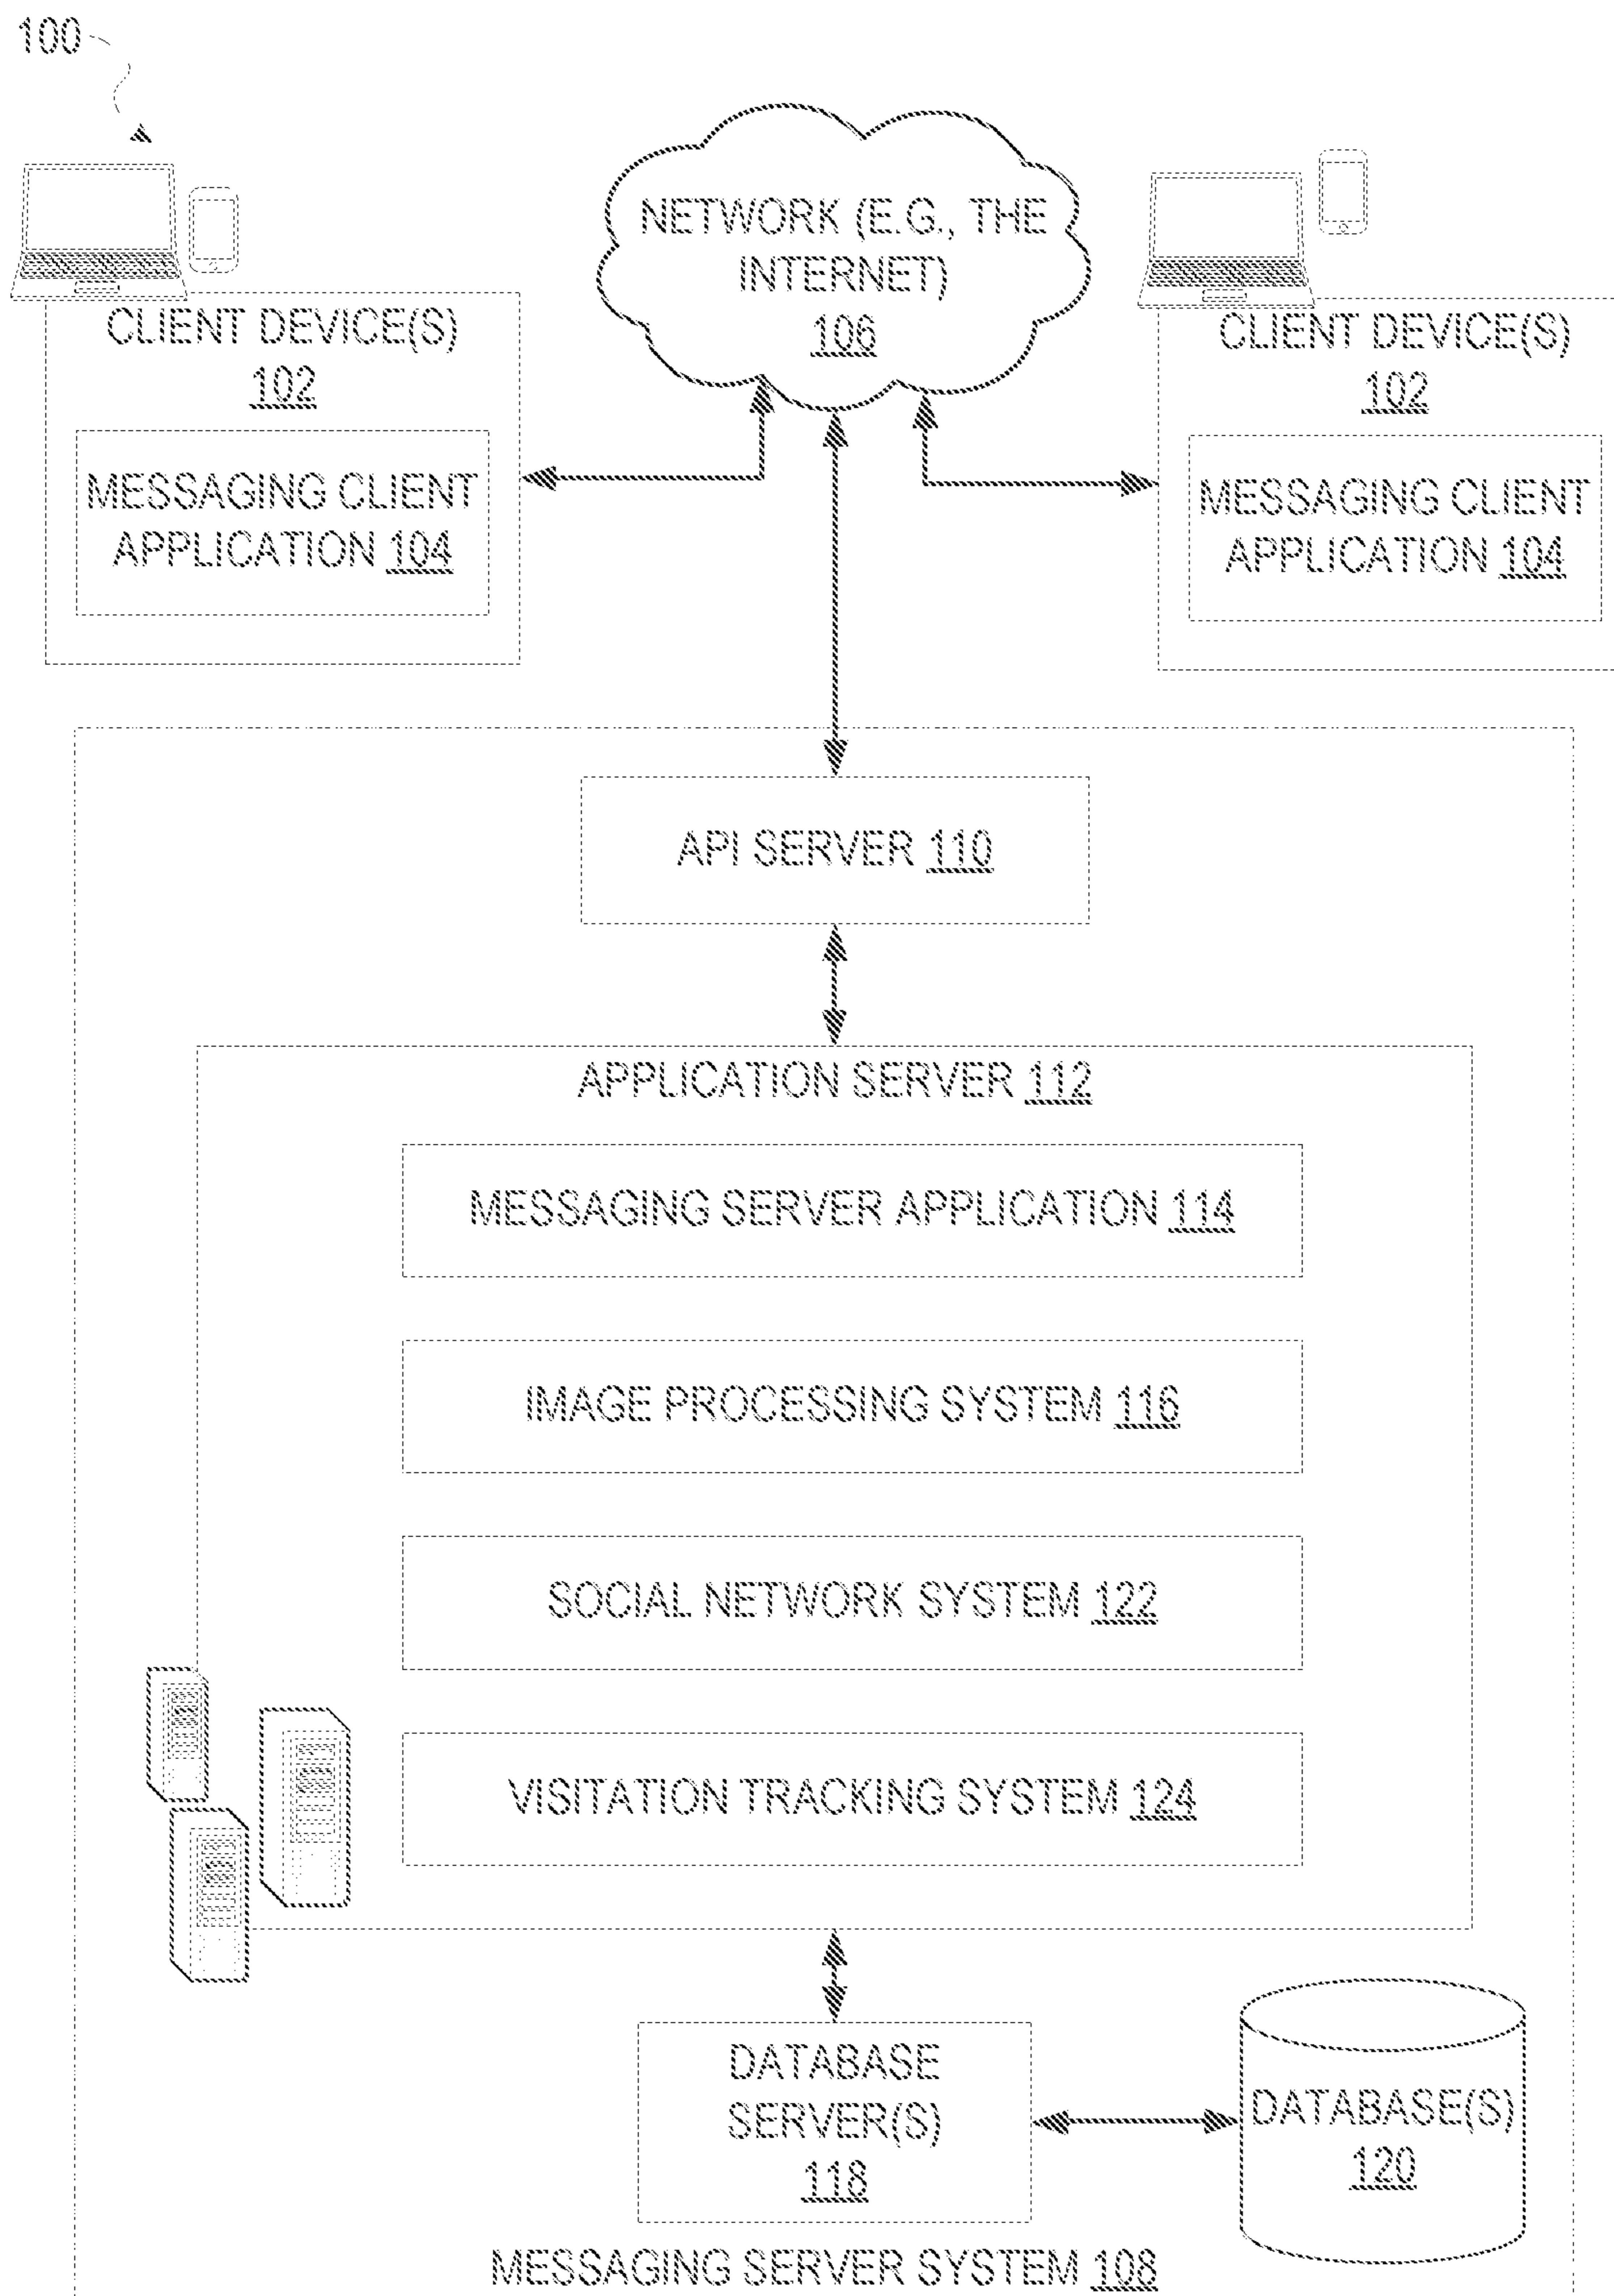 100
NETWORK (E.G., THE
INTERNET)
106
CLIENT DEVICE(S)
102
MESSAGING CLIENT
APPLICATION 104
CLIENT DEVICE(S)
102
MESSAGING CLIENT
APPLICATION 104
API SERVER 110
APPLICATION SERVER 112
MESSAGING SERVER APPLICATION 114
IMAGE PROCESSING SYSTEM 116
SOCIAL NETWORK SYSTEM 122
VISITATION TRACKING SYSTEM 124
DATABASE
SERVER(S)
118
DATABASE(S)
120
MESSAGING SERVER SYSTEM 108